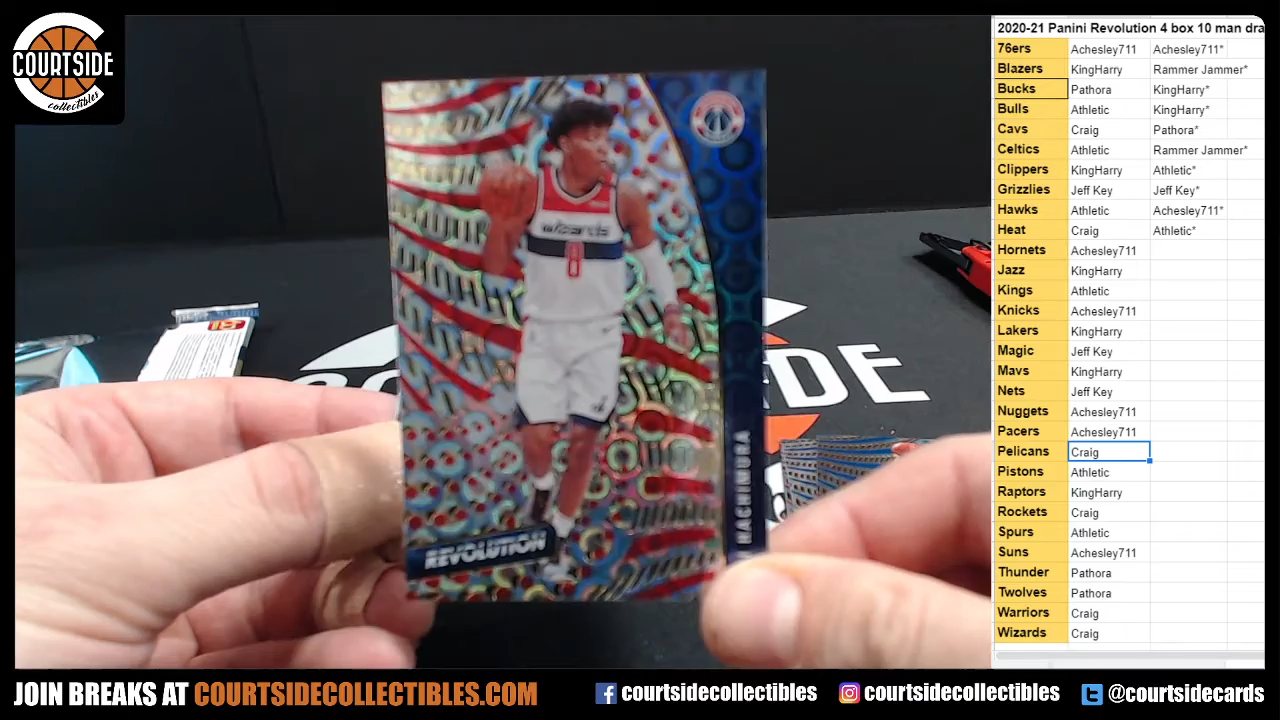 COURTSIDE
collectibles
2020-21 Panini Revolution 4 box 10 man dra
76ers Achesley711 Achesley711*
Blazers KingHarry Rammer Jammer*
Bucks Pathora KingHarry*
Bulls Athletic KingHarry*
Cavs Craig Pathora*
Celtics Athletic Rammer Jammer*
Clippers KingHarry Athletic*
Grizzlies Jeff Key Jeff Key*
Hawks Athletic Achesley711*
Heat Craig Athletic*
Hornets Achesley711
Jazz KingHarry
Kings Athletic
Knicks Achesley711
Lakers KingHarry
Magic Jeff Key
Mavs KingHarry
Nets Jeff Key
Nuggets Achesley711
Pacers Achesley711
Pelicans Craig
Pistons Athletic
Raptors KingHarry
Rockets Craig
Spurs Athletic
Suns Achesley711
Thunder Pathora
Twolves Pathora
Warriors Craig
Wizards Craig
8
HACHIMURA
REVOLUTION
DE
JOIN BREAKS AT COURTSIDECOLLECTIBLES.COM
courtsidecollectibles
courtsidecollectibles
@courtsidecards